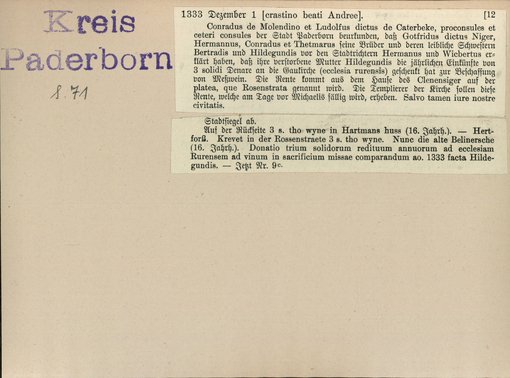 Kreis
Paderborn
S. 71
1333 Dezember 1 [crastino beati Andree]. [12
Conradus de Molendino et Ludolfus dictus de Caterbeke, proconsules et
ceteri consules der Stadt Paderborn beurkunden, daß Gotfridus dictus Niger,
Hermannus, Conradus et Thetmarus seine Brüder und deren leibliche Schwestern
Bertradis und Hildegundis vor den Stadtrichtern Hermanus und Wicbertus er-
klärt haben, daß ihre verstorbene Mutter Hildegundis die jährlichen Einkünfte von
3 solidi Denare an die Gaukirche (ecclesia rurensis) geschenkt hat zur Beschaffung
von Meßwein. Die Rente kommt aus dem Hause des Clenensiger auf der
platea, que Rosenstrata genannt wird. Die Templierer der Kirche sollen diese
Rente, welche am Tage vor Michaelis fällig wird, erheben. Salvo tamen iure nostre
civitatis.
Stadtsiegel ab.
Auf der Rückseite 3 s. tho wyne in Hartmans huss (16. Jahrh.). — Hert-
forß. Krevet in der Rossenstraete 3 s. tho wyne. Nunc die alte Belinersche
(16. Jahrh.). Donatio trium solidorum redituum annuorum ad ecclesiam
Rurensem ad vinum in sacrificium missae comparandum ao. 1333 facta Hilde-
gundis. — Jetzt Nr. 9c.